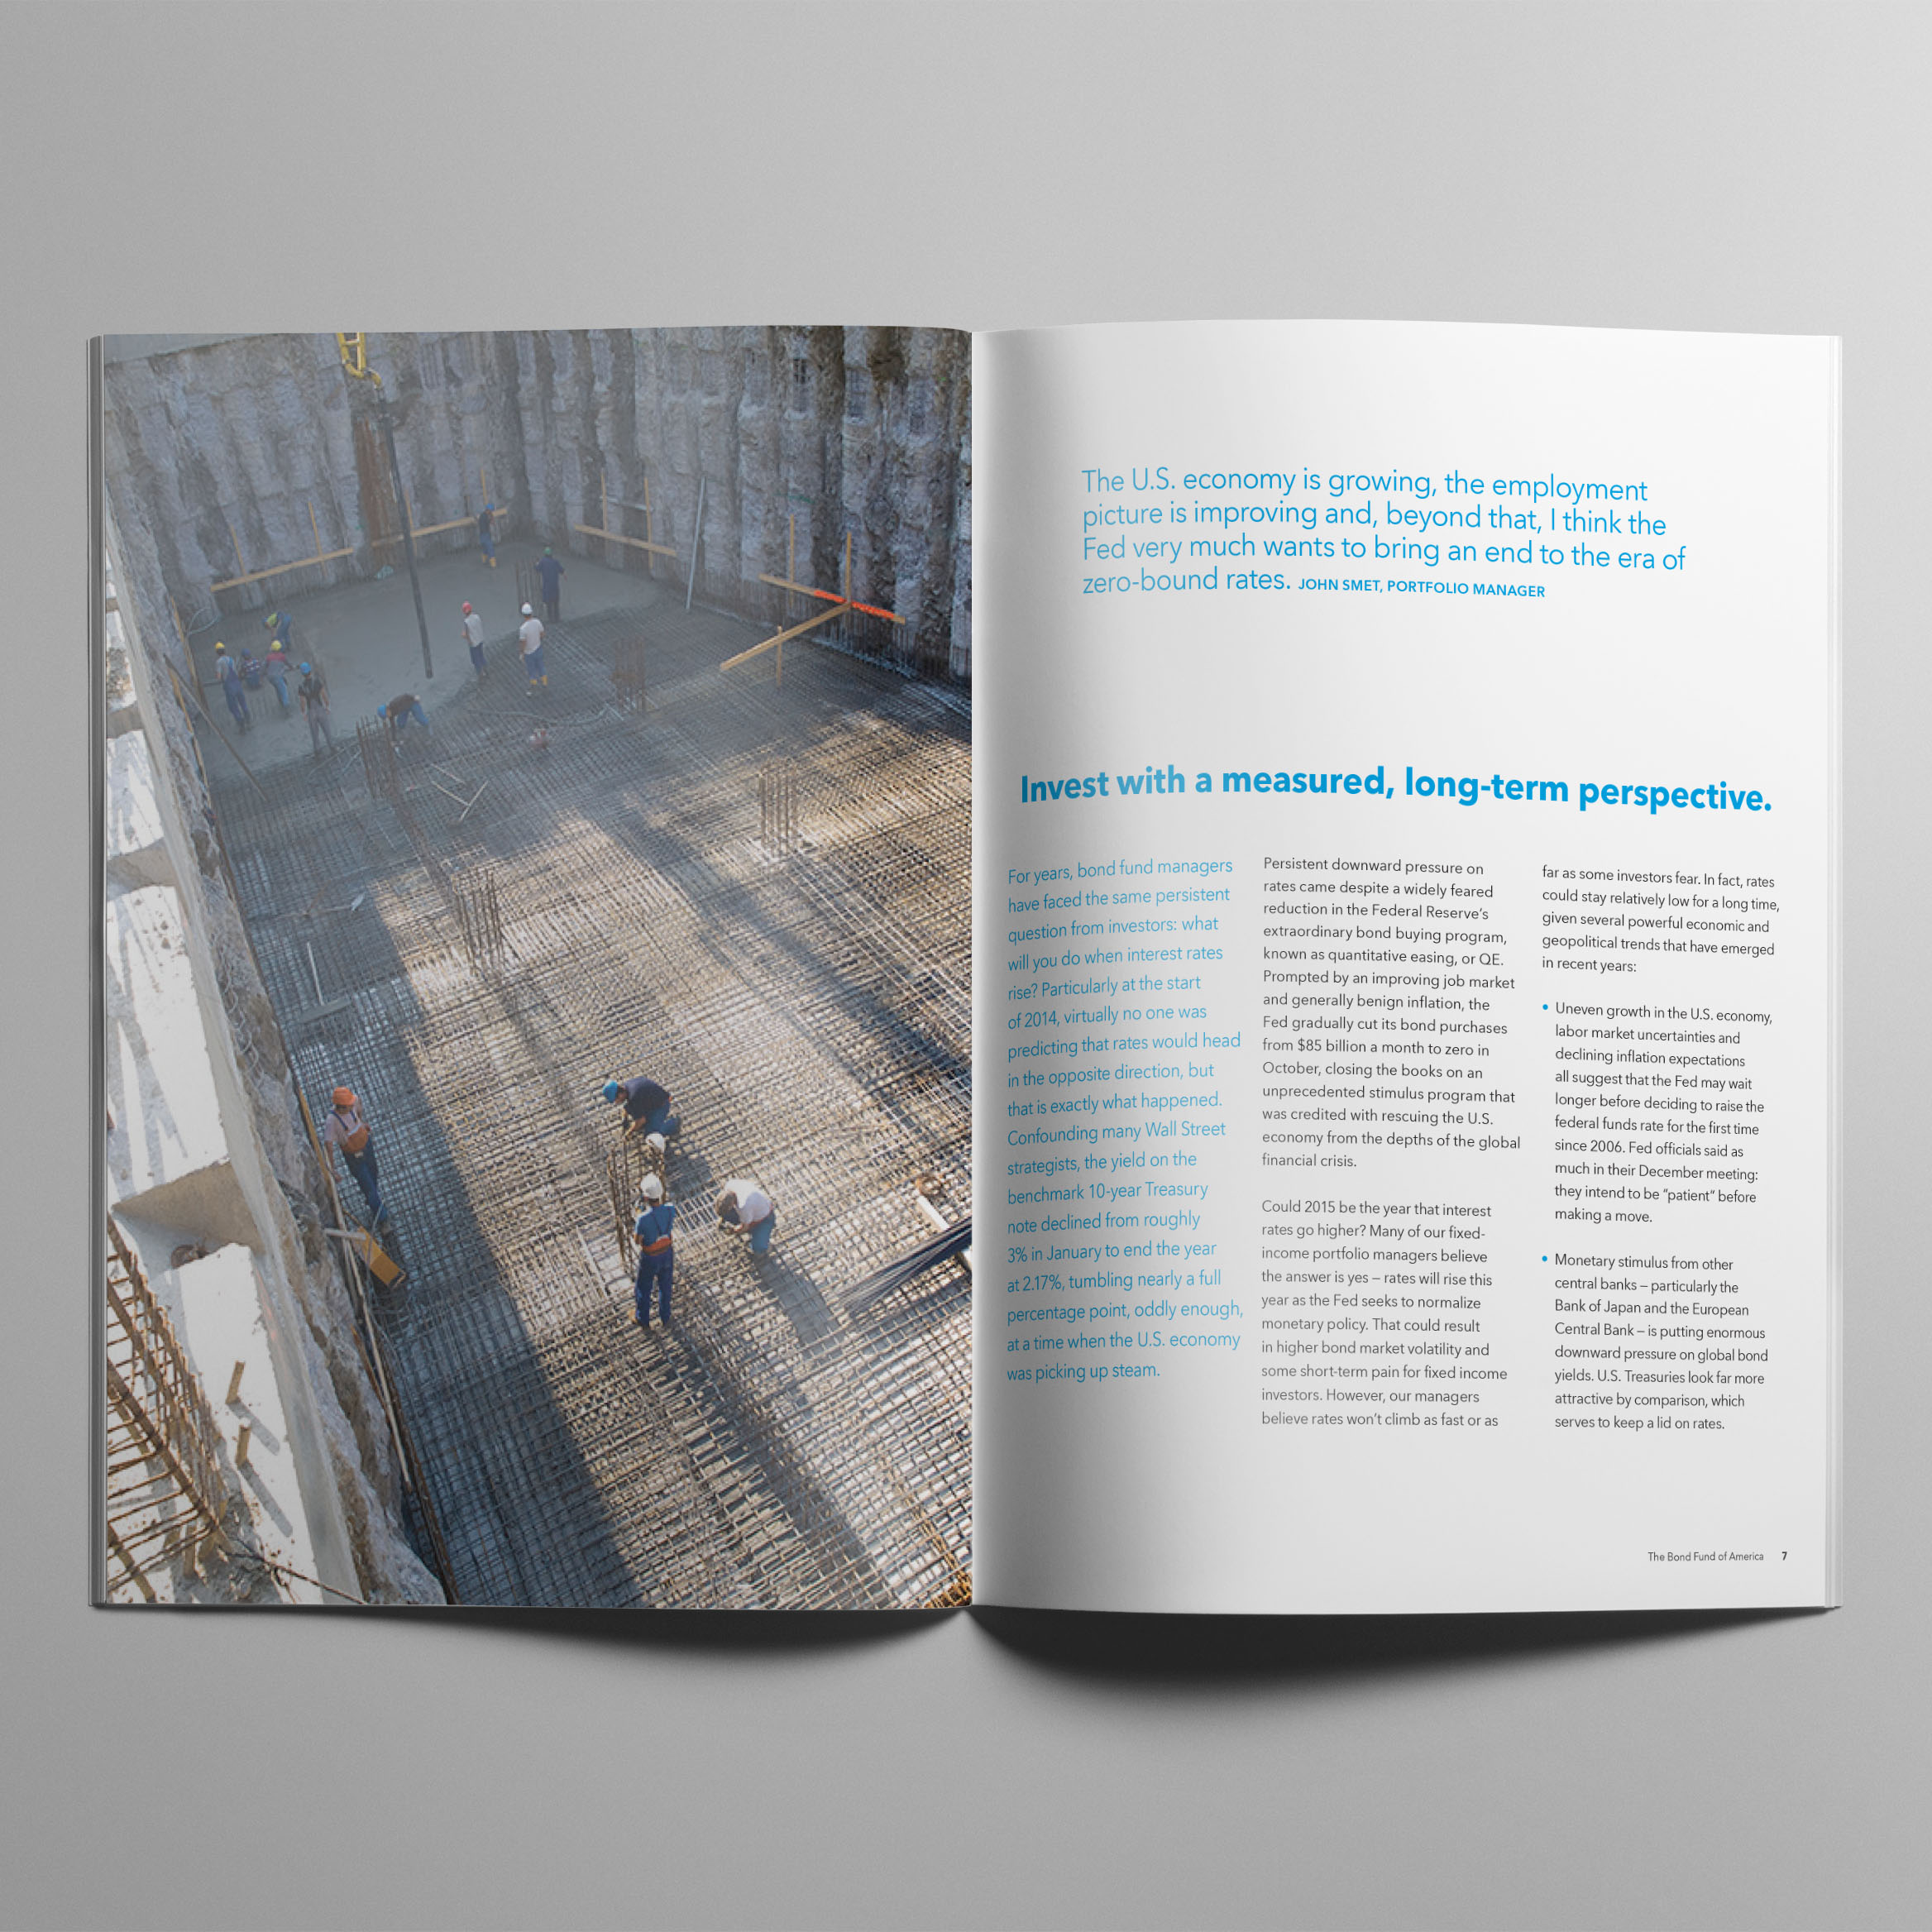 The U.S. economy is growing, the employment
picture is improving and, beyond that, I think the
Fed very much wants to bring an end to the era of
zero-bound rates. JOHN SMET, PORTFOLIO MANAGER
Invest with a measured, long-term perspective.
For years, bond fund managers
have faced the same persistent
question from investors: what
will you do when interest rates
rise? Particularly at the start
of 2014, virtually no one was
predicting that rates would head
in the opposite direction, but
that is exactly what happened.
Confounding many Wall Street
strategists, the yield on the
benchmark 10-year Treasury
note declined from roughly
3% in January to end the year
at 2.17%, tumbling nearly a full
percentage point, oddly enough,
at a time when the U.S. economy
was picking up steam.
Persistent downward pressure on
rates came despite a widely feared
reduction in the Federal Reserve's
extraordinary bond buying program,
known as quantitative easing, or QE.
Prompted by an improving job market
and generally benign inflation, the
Fed gradually cut its bond purchases
from $85 billion a month to zero in
October, closing the books on an
unprecedented stimulus program that
was credited with rescuing the U.S.
economy from the depths of the global
financial crisis.
Could 2015 be the year that interest
rates go higher? Many of our fixed-
income portfolio managers believe
the answer is yes – rates will rise this
year as the Fed seeks to normalize
monetary policy. That could result
in higher bond market volatility and
some short-term pain for fixed income
investors. However, our managers
believe rates won't climb as fast or as
far as some investors fear. In fact, rates
could stay relatively low for a long time,
given several powerful economic and
geopolitical trends that have emerged
in recent years:
• Uneven growth in the U.S. economy,
labor market uncertainties and
declining inflation expectations
all suggest that the Fed may wait
longer before deciding to raise the
federal funds rate for the first time
since 2006. Fed officials said as
much in their December meeting:
they intend to be "patient" before
making a move.
• Monetary stimulus from other
central banks – particularly the
Bank of Japan and the European
Central Bank – is putting enormous
downward pressure on global bond
yields. U.S. Treasuries look far more
attractive by comparison, which
serves to keep a lid on rates.
The Bond Fund of America 7